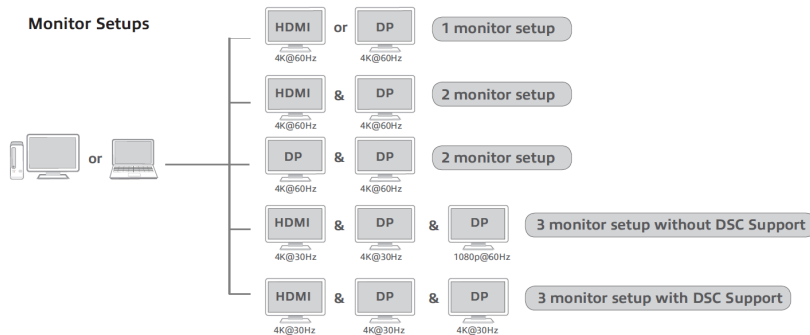 Monitor Setups
HDMI or DP 1 monitor setup
4K@60Hz 4K@60Hz
HDMI & DP 2 monitor setup
4K@60Hz 4K@60Hz
or
DP & DP 2 monitor setup
4K@60Hz 4K@60Hz
HDMI & DP & DP 3 monitor setup without DSC Support
4K@30Hz 4K@30Hz 1080p@60Hz
HDMI & DP & DP 3 monitor setup with DSC Support
4K@30Hz 4K@30Hz 4K@30Hz